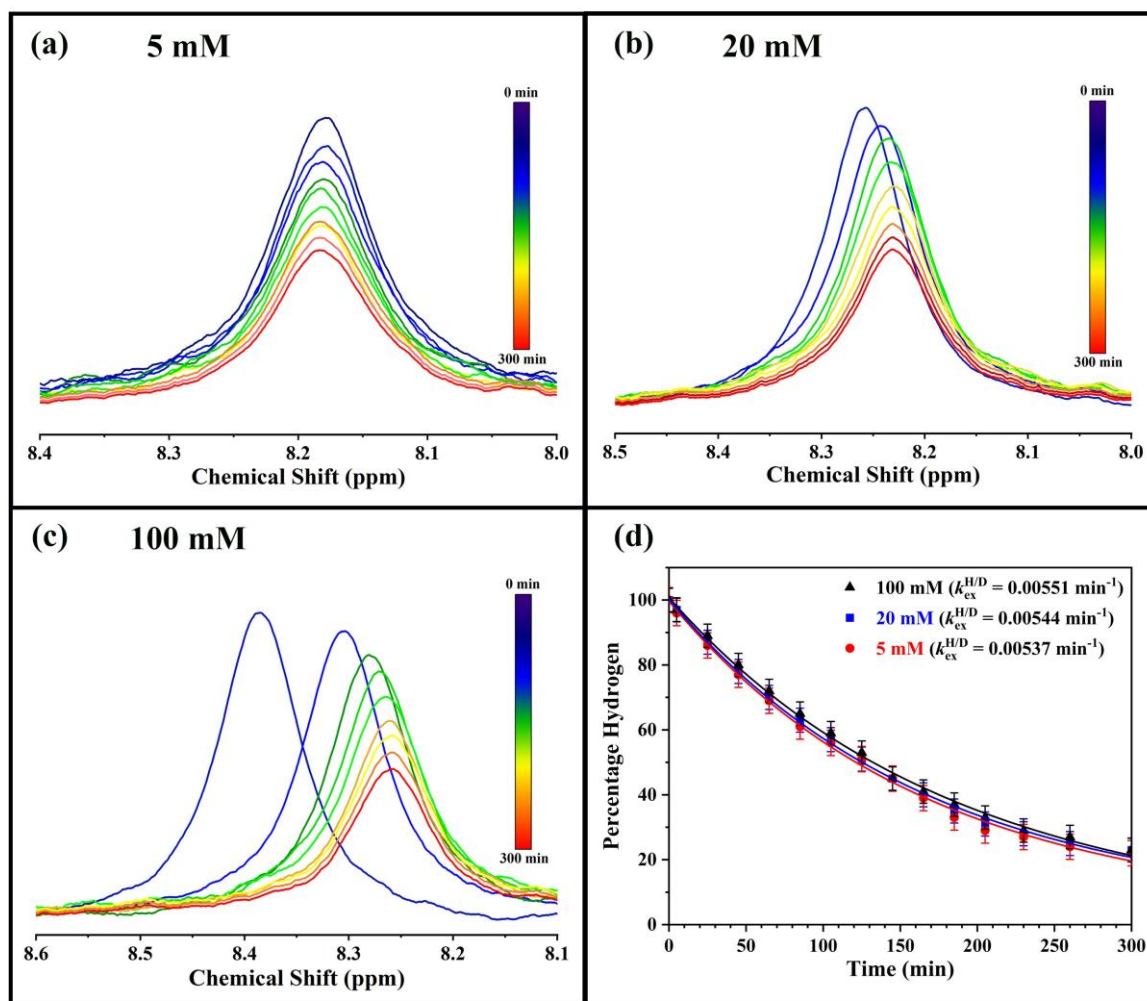 (a) 5 mM
0 min
300 min
8.4 8.3 8.2 8.1 8.0
Chemical Shift (ppm)
(b) 20 mM
0 min
300 min
8.5 8.4 8.3 8.2 8.1 8.0
Chemical Shift (ppm)
(c) 100 mM
0 min
300 min
8.6 8.5 8.4 8.3 8.2 8.1
Chemical Shift (ppm)
(d)
100 mM (k_ex^H/D = 0.00551 min⁻¹)
20 mM (k_ex^H/D = 0.00544 min⁻¹)
5 mM (k_ex^H/D = 0.00537 min⁻¹)
Percentage Hydrogen
100
80
60
40
20
0
0 50 100 150 200 250 300
Time (min)